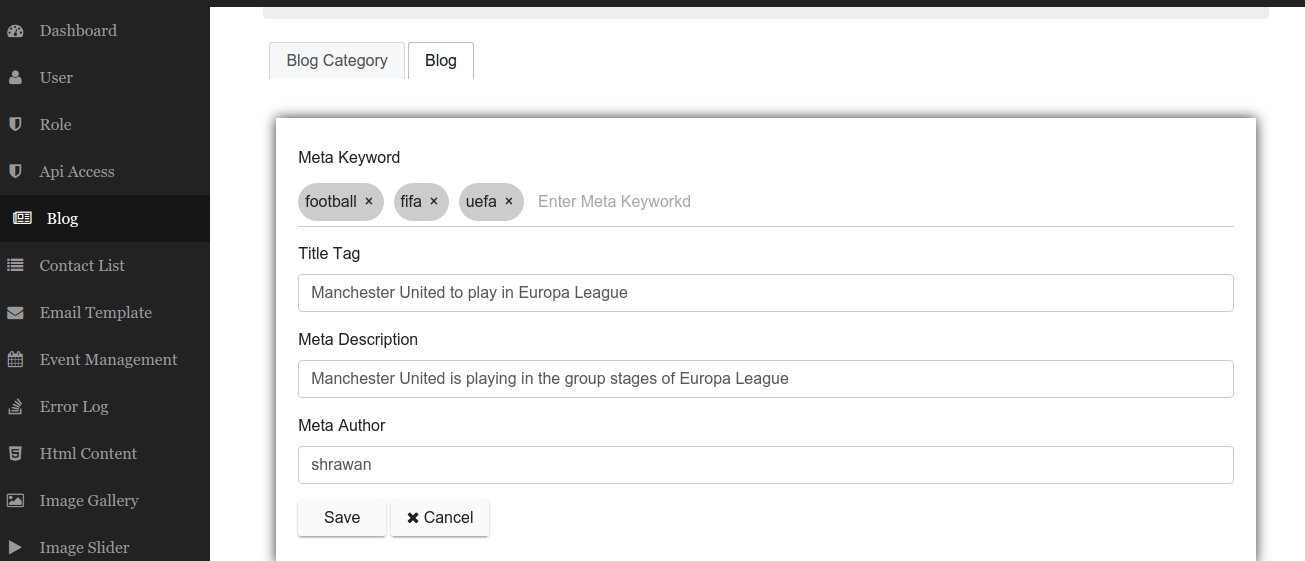 Dashboard
User
Role
Api Access
Blog
Contact List
Email Template
Event Management
Error Log
Html Content
Image Gallery
Image Slider
Blog Category
Blog
Meta Keyword
football × fifa × uefa × Enter Meta Keyworkd
Title Tag
Manchester United to play in Europa League
Meta Description
Manchester United is playing in the group stages of Europa League
Meta Author
shrawan
Save ✖ Cancel